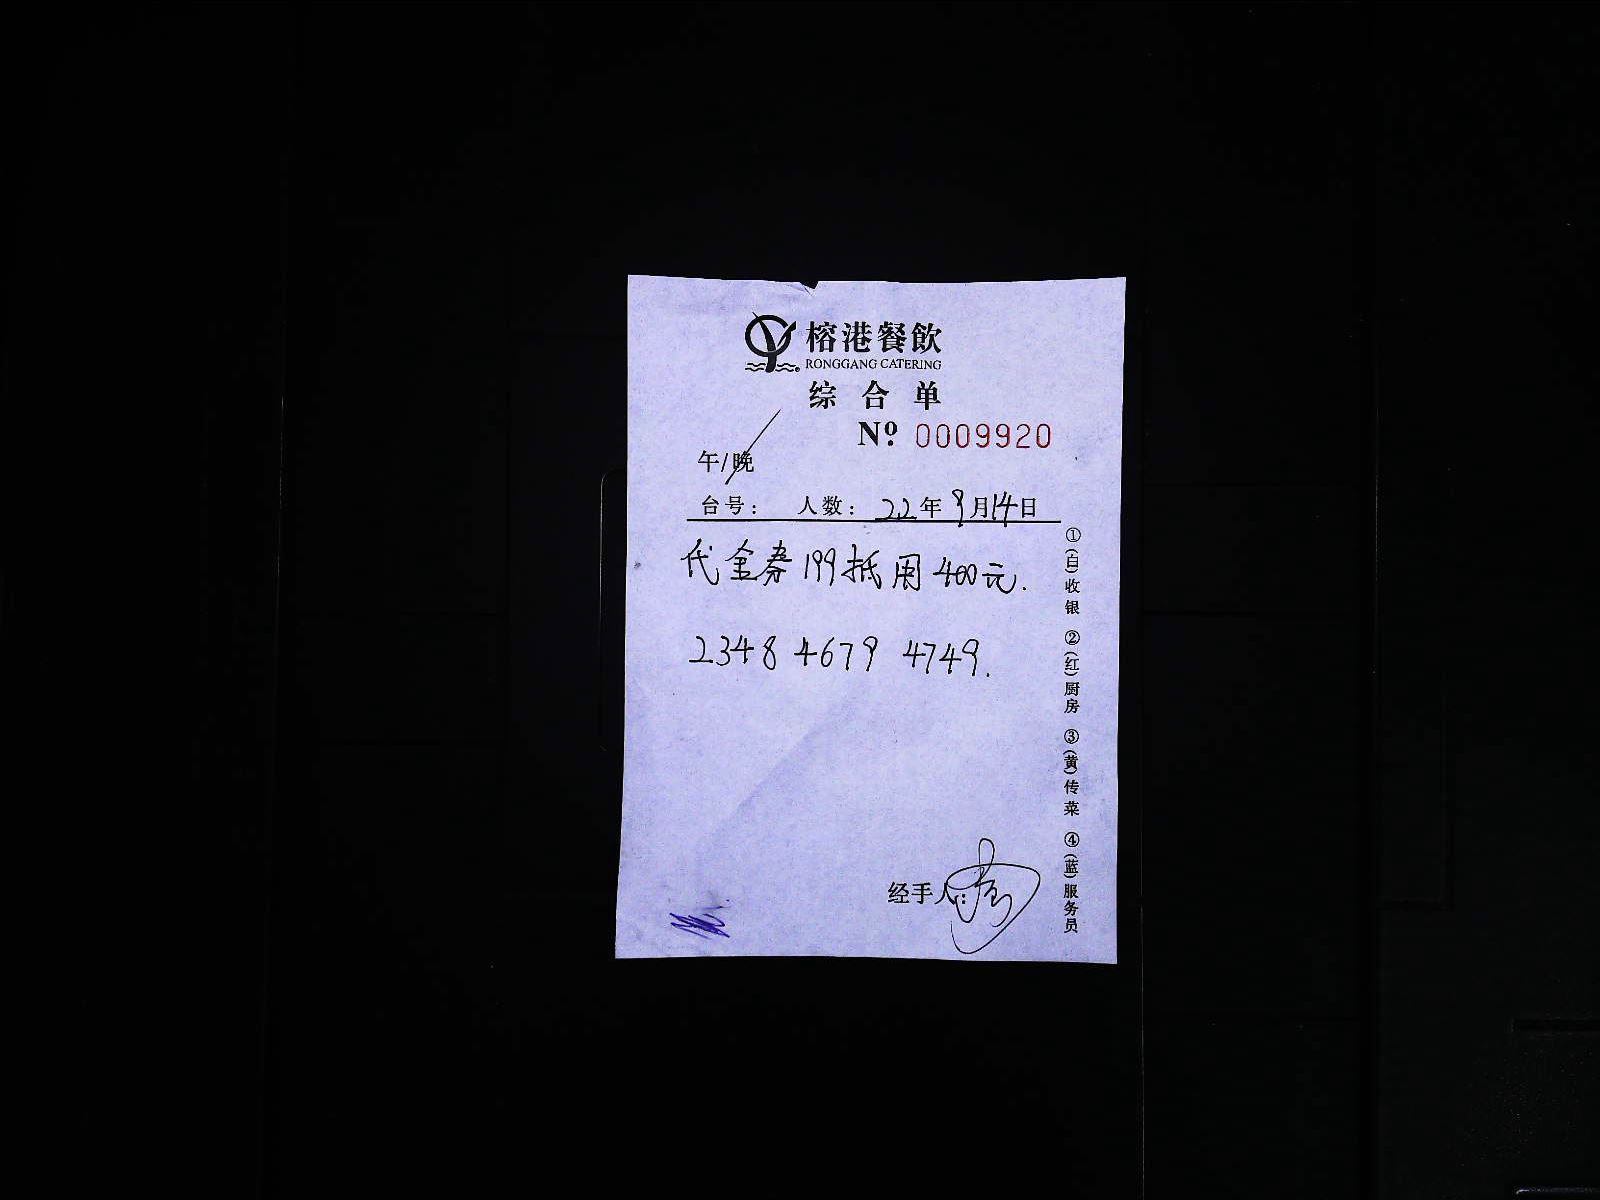 榕港餐飲
RONGGANG CATERING
综合单
Nº 0009920
午/晚
台号: 人数: 22年9月14日
代金券199抵用400元.
2348 4679 4749.
经手人:
①(白)收银 ②(红)厨房 ③(黄)传菜 ④(蓝)服务员